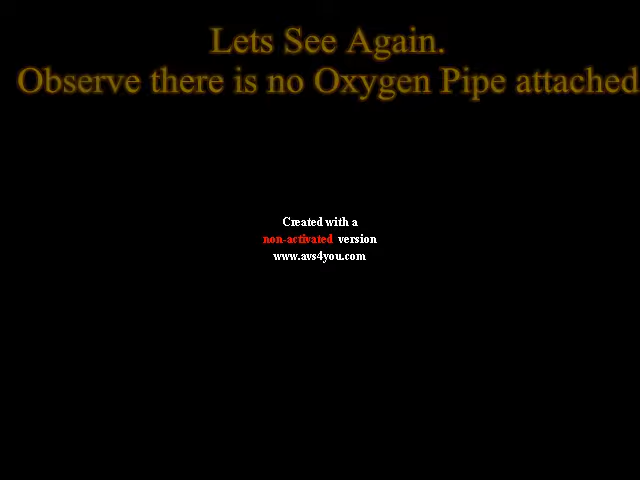 Lets See Again.
Observe there is no Oxygen Pipe attached
Created with a
non-activated version
www.avs4you.com